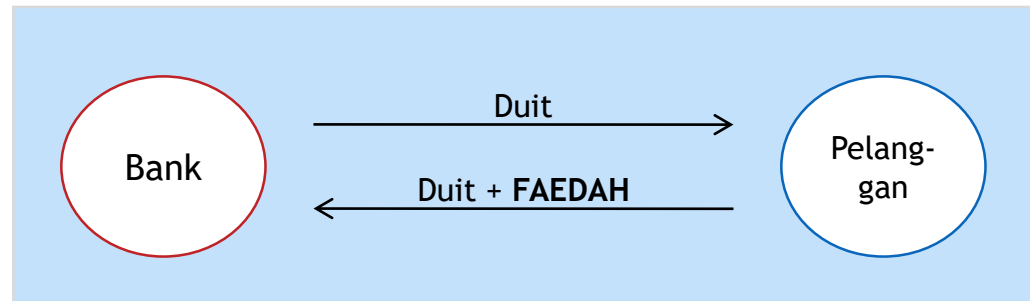 Duit
Bank
Pelang-
gan
Duit + FAEDAH